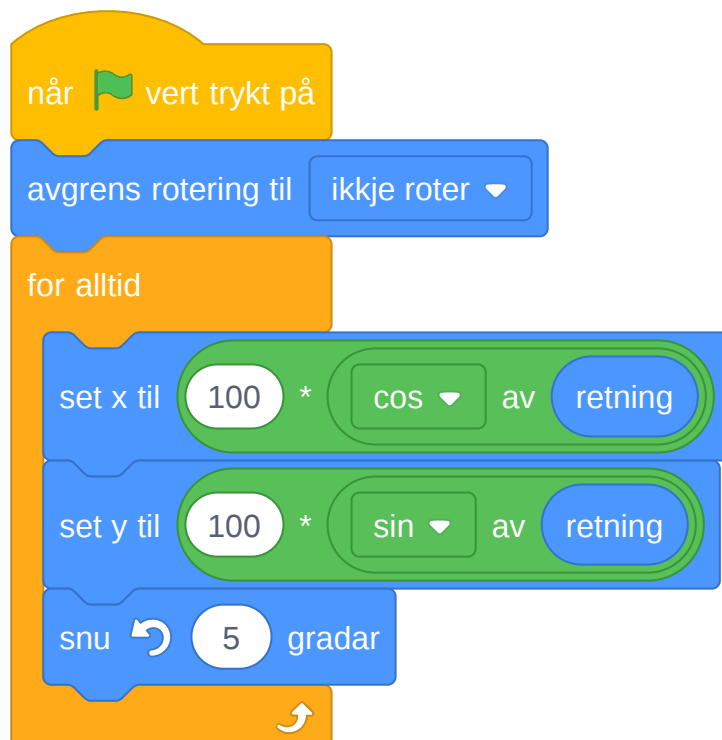 når vert trykt på
avgrens rotering til ikkje roter
for alltid
set x til 100 * cos av retning
set y til 100 * sin av retning
snu 5 gradar